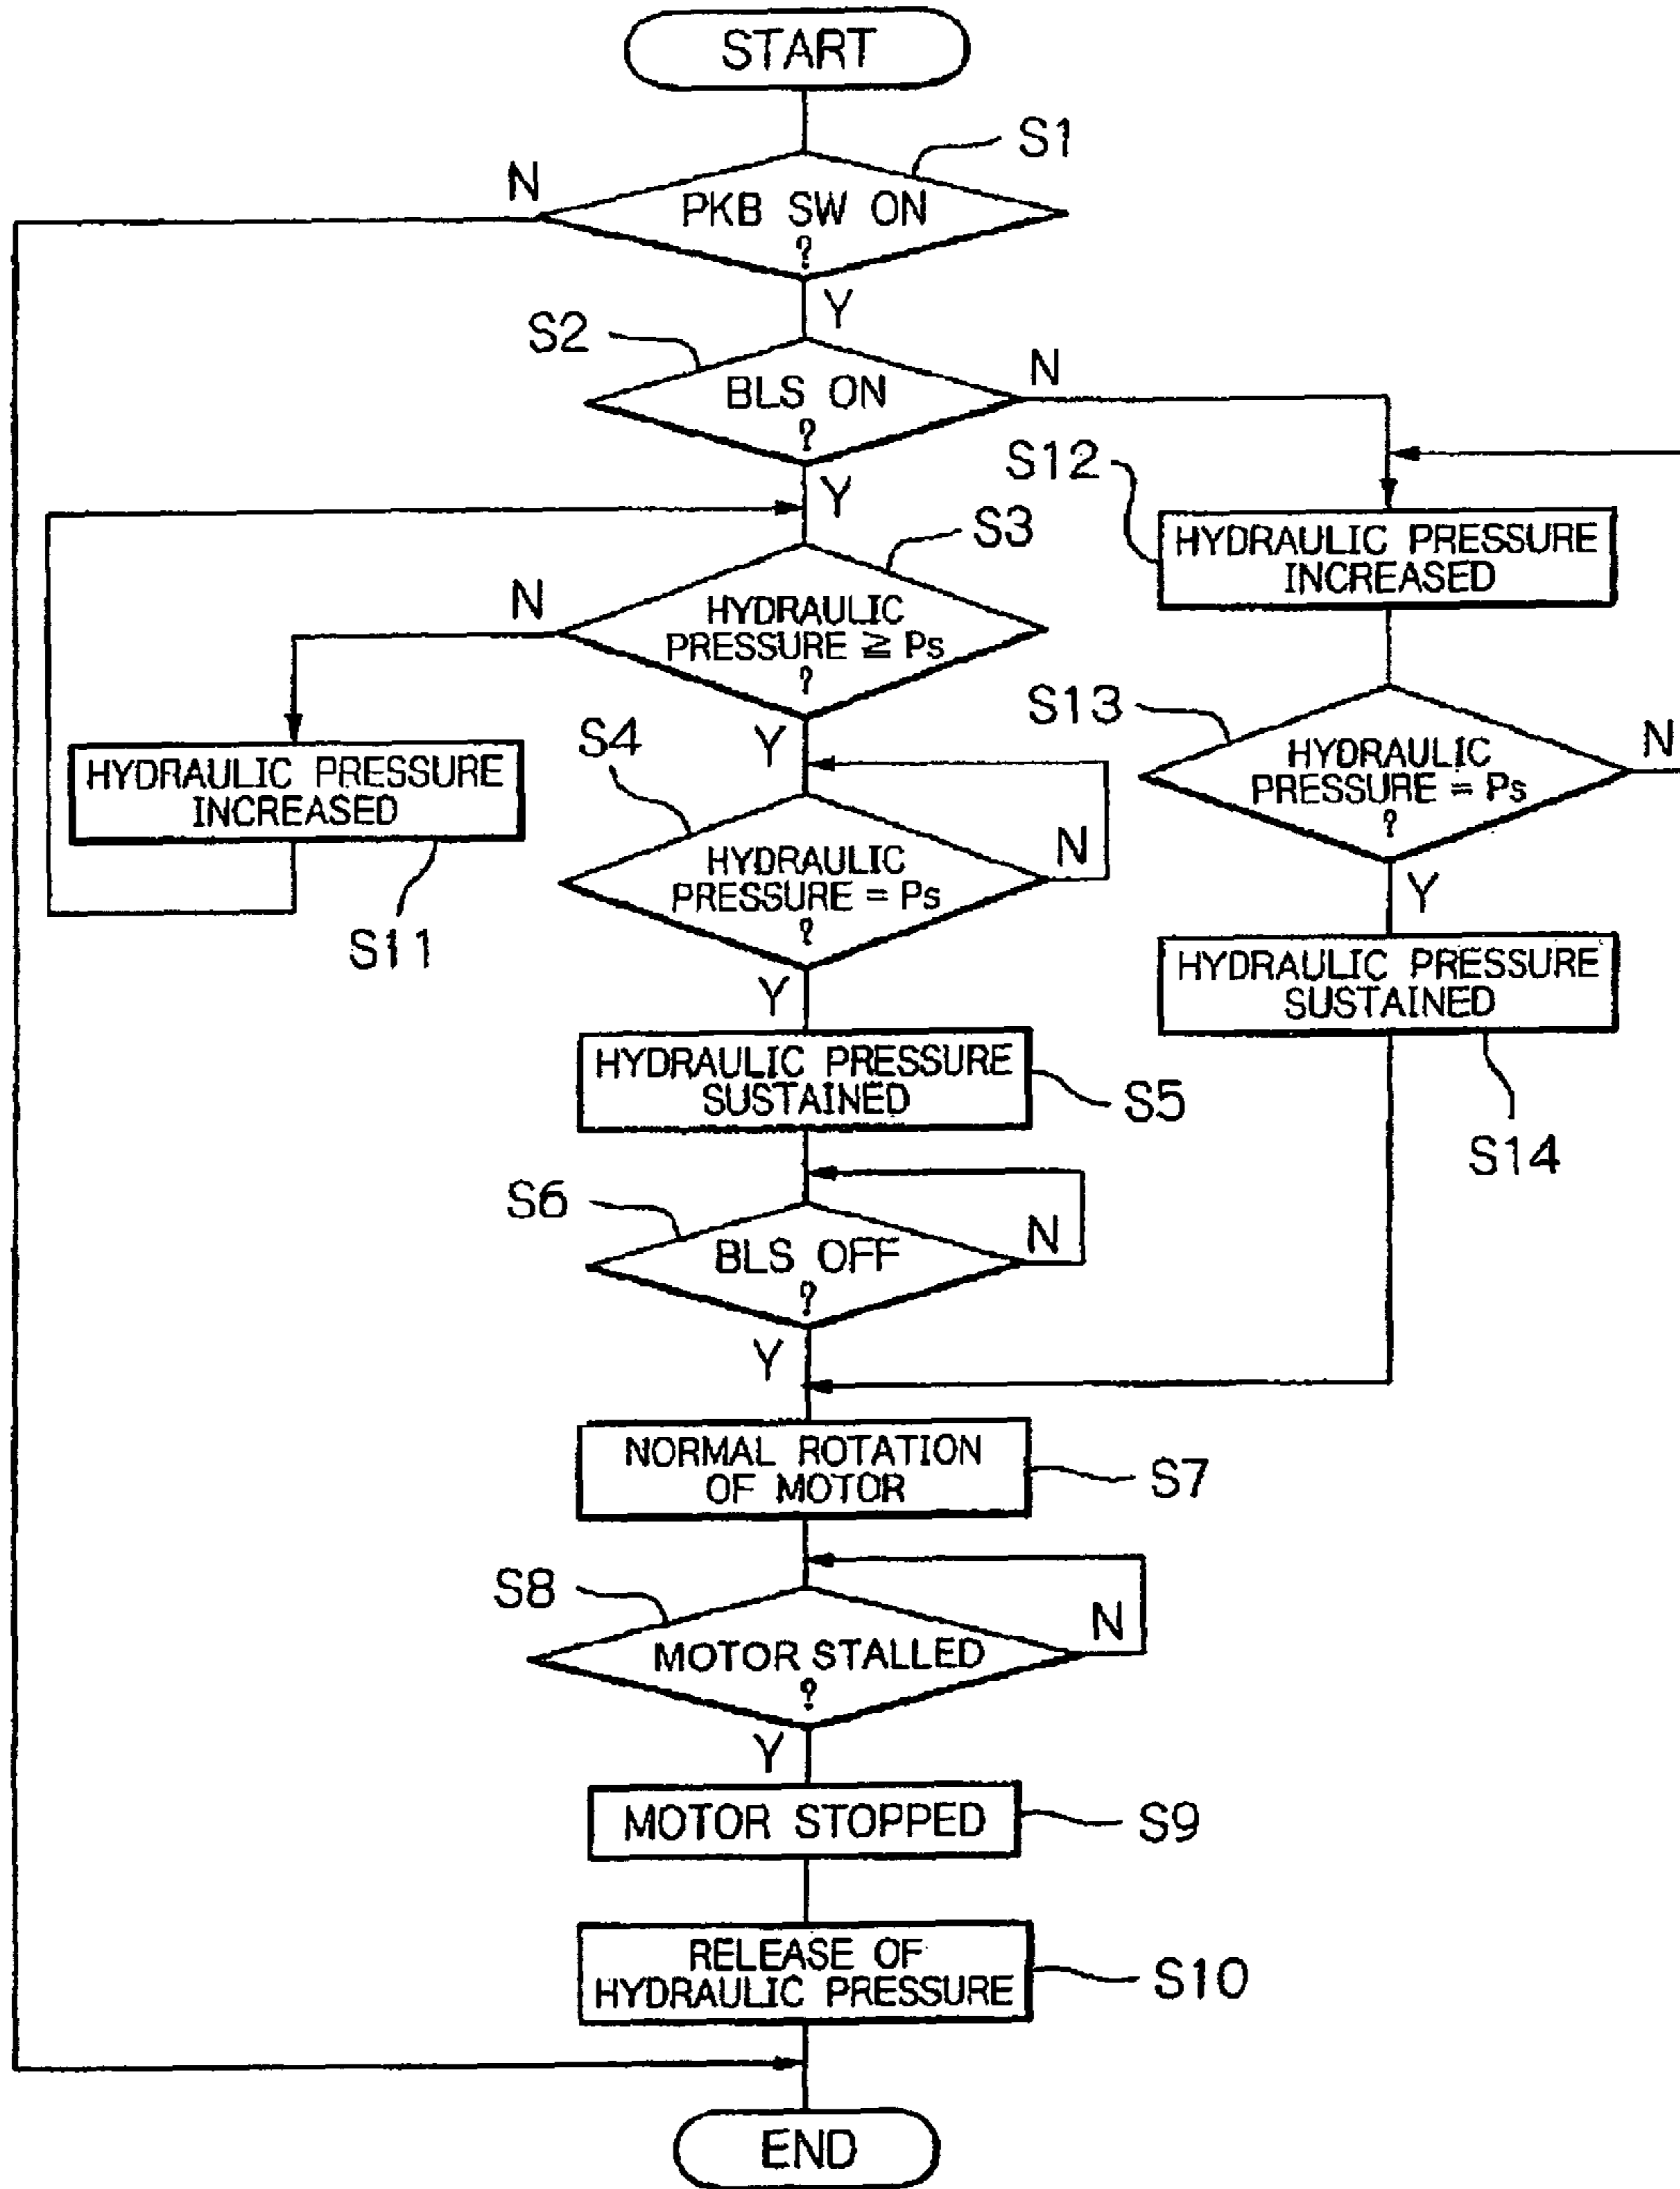 START
S1
N
PKB SW ON
?
Y
S2
BLS ON
?
N
Y
S12
HYDRAULIC PRESSURE
INCREASED
S3
N
HYDRAULIC
PRESSURE ≧ Ps
?
Y
S13
HYDRAULIC
PRESSURE = Ps
?
N
Y
HYDRAULIC PRESSURE
INCREASED
S11
S4
HYDRAULIC
PRESSURE = Ps
?
N
Y
HYDRAULIC PRESSURE
SUSTAINED
S14
HYDRAULIC PRESSURE
SUSTAINED
S5
S6
BLS OFF
?
N
Y
NORMAL ROTATION
OF MOTOR
S7
S8
MOTOR STALLED
?
N
Y
MOTOR STOPPED
S9
RELEASE OF
HYDRAULIC PRESSURE
S10
END